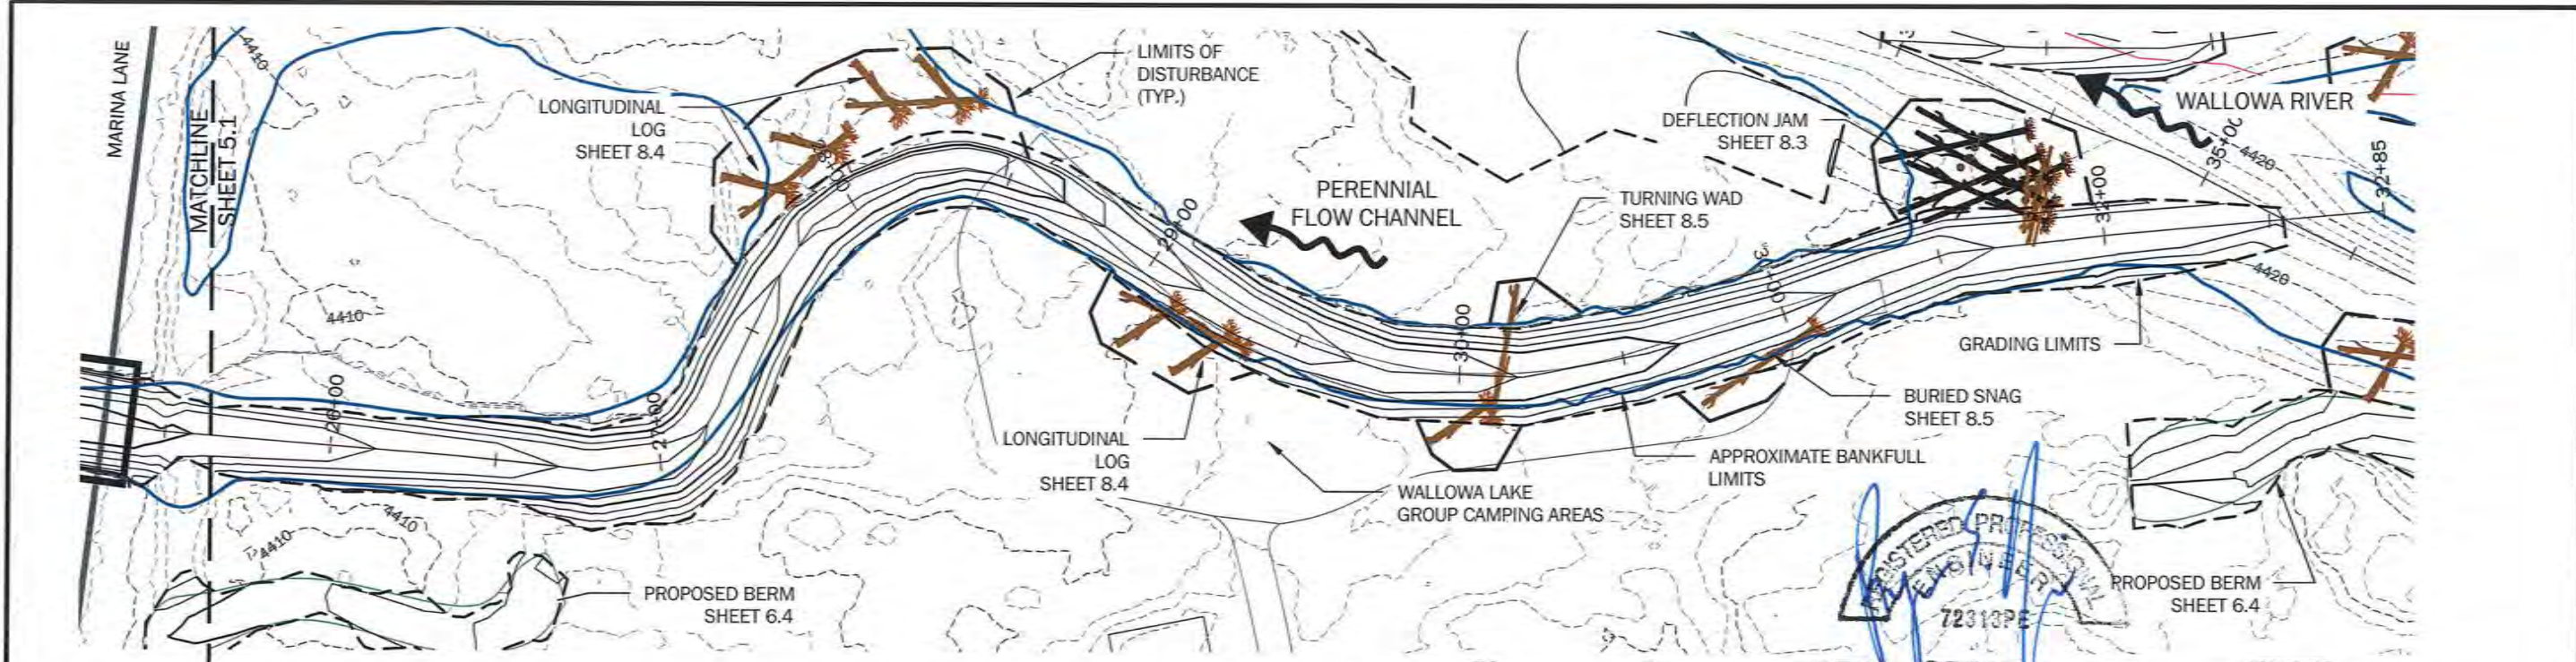 MARINA LANE
MATCHLINE
SHEET 5.1
4410
LONGITUDINAL
LOG
SHEET 8.4
LIMITS OF
DISTURBANCE
(TYP.)
DEFLECTION JAM
SHEET 8.3
WALLOWA RIVER
35+00
4420
32+85
PERENNIAL
FLOW CHANNEL
TURNING WAD
SHEET 8.5
32+00
29+00
30+00
4410
26+00
27+00
4420
GRADING LIMITS
BURIED SNAG
SHEET 8.5
LONGITUDINAL
LOG
SHEET 8.4
APPROXIMATE BANKFULL
LIMITS
WALLOWA LAKE
GROUP CAMPING AREAS
4410
4410
PROPOSED BERM
SHEET 6.4
REGISTERED PROFESSIONAL
ENGINEER
72313PE
PROPOSED BERM
SHEET 6.4